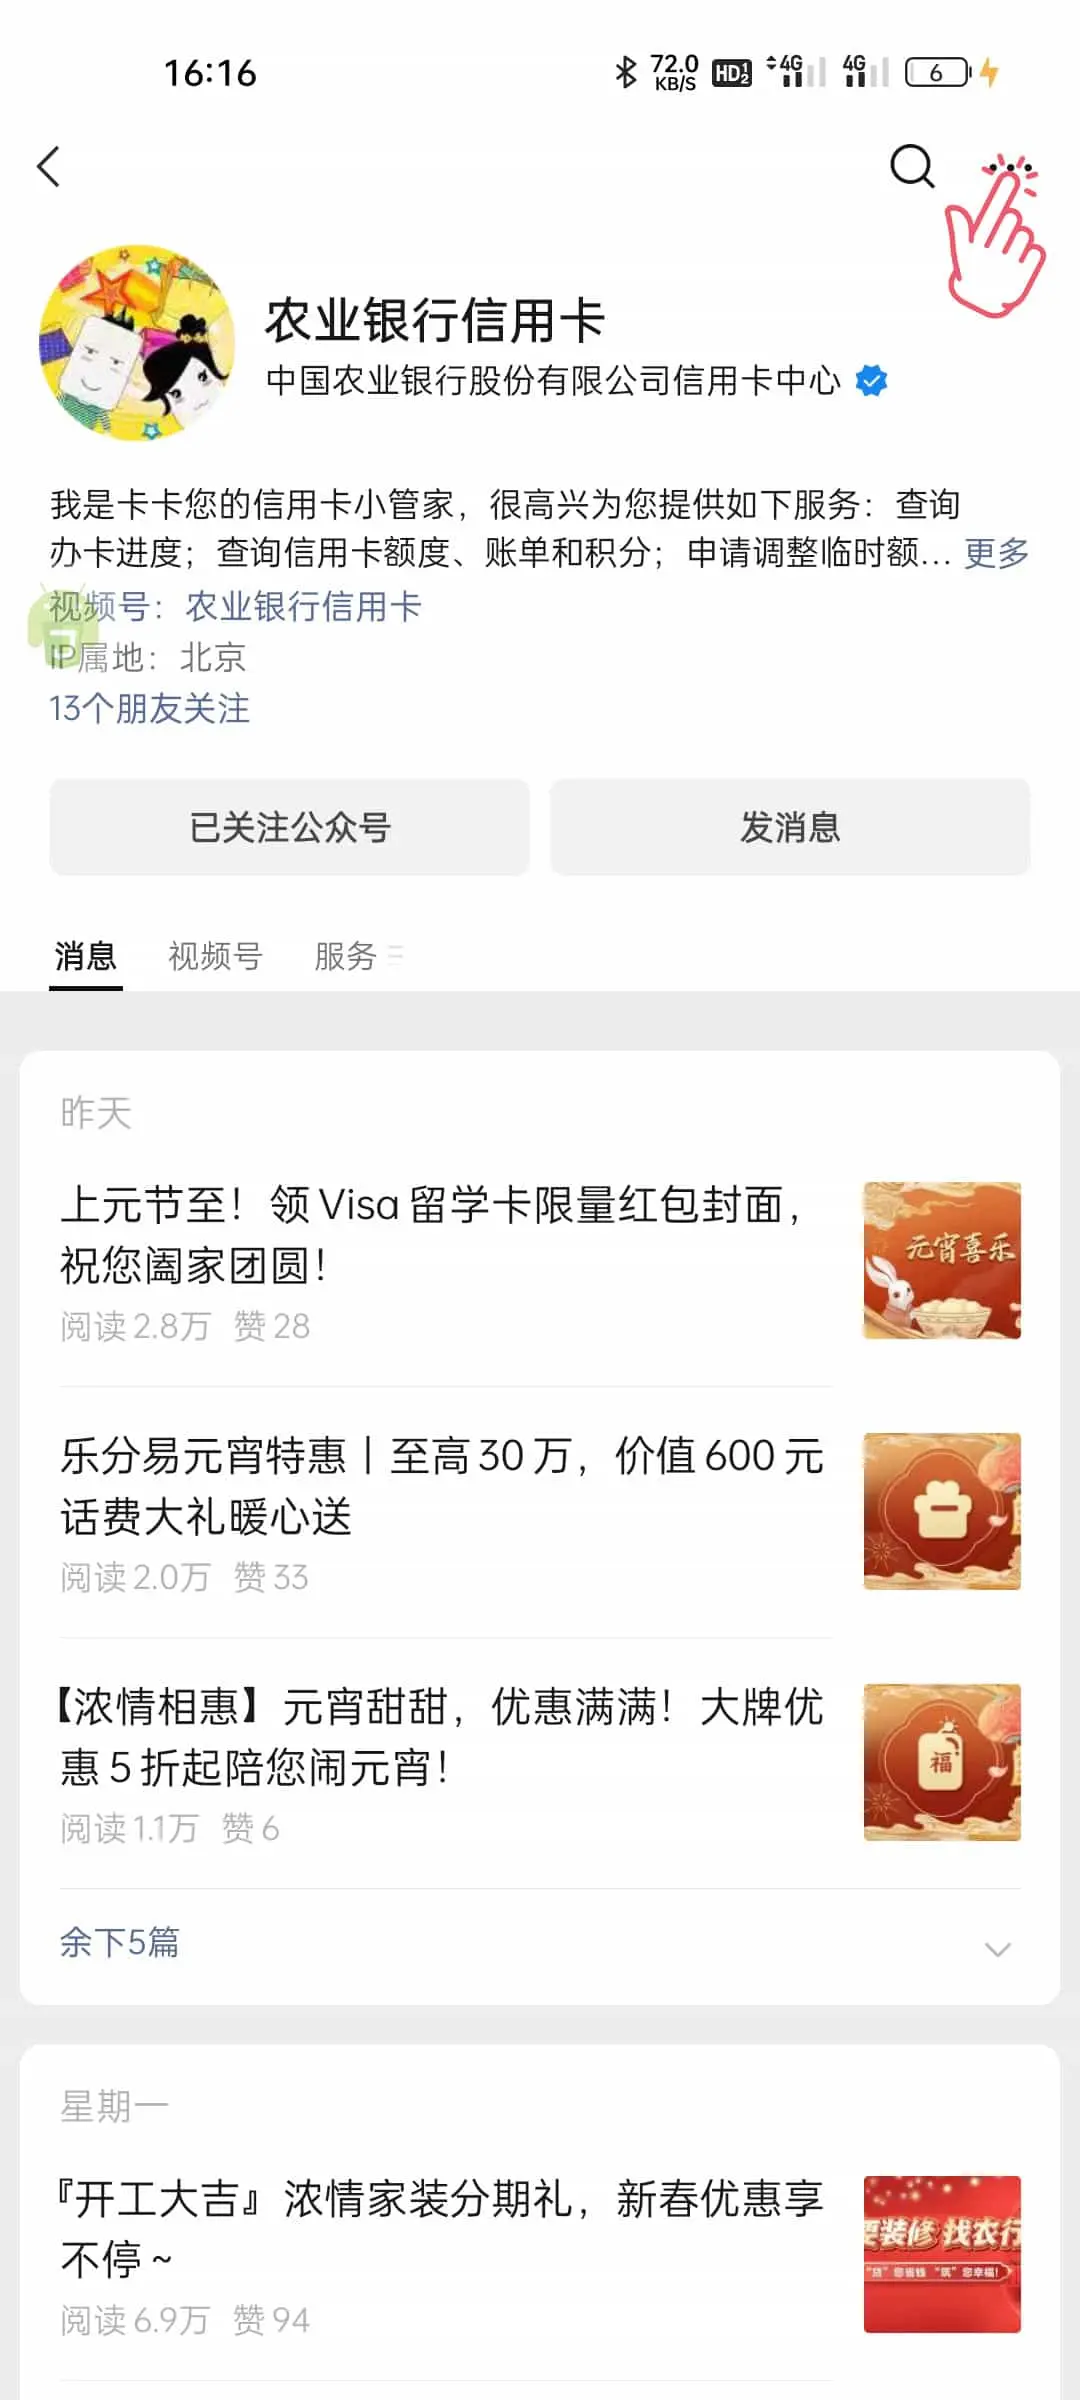 16:16
72.0
KB/S
HD 1 2
4G
4G
6
农业银行信用卡
中国农业银行股份有限公司信用卡中心
我是卡卡您的信用卡小管家，很高兴为您提供如下服务：查询
办卡进度；查询信用卡额度、账单和积分；申请调整临时额... 更多
视频号：农业银行信用卡
IP属地：北京
13个朋友关注
已关注公众号
发消息
消息
视频号
服务
昨天
上元节至！领 Visa 留学卡限量红包封面，
祝您阖家团圆！
阅读 2.8万 赞 28
元宵喜乐
乐分易元宵特惠丨至高 30 万，价值 600 元
话费大礼暖心送
阅读 2.0万 赞 33
【浓情相惠】元宵甜甜，优惠满满！大牌优
惠 5 折起陪您闹元宵！
阅读 1.1万 赞 6
福
余下5篇
星期一
『开工大吉』浓情家装分期礼，新春优惠享
不停 ~
阅读 6.9万 赞 94
要装修 找农行
"贷"您省钱 "筑"您幸福！